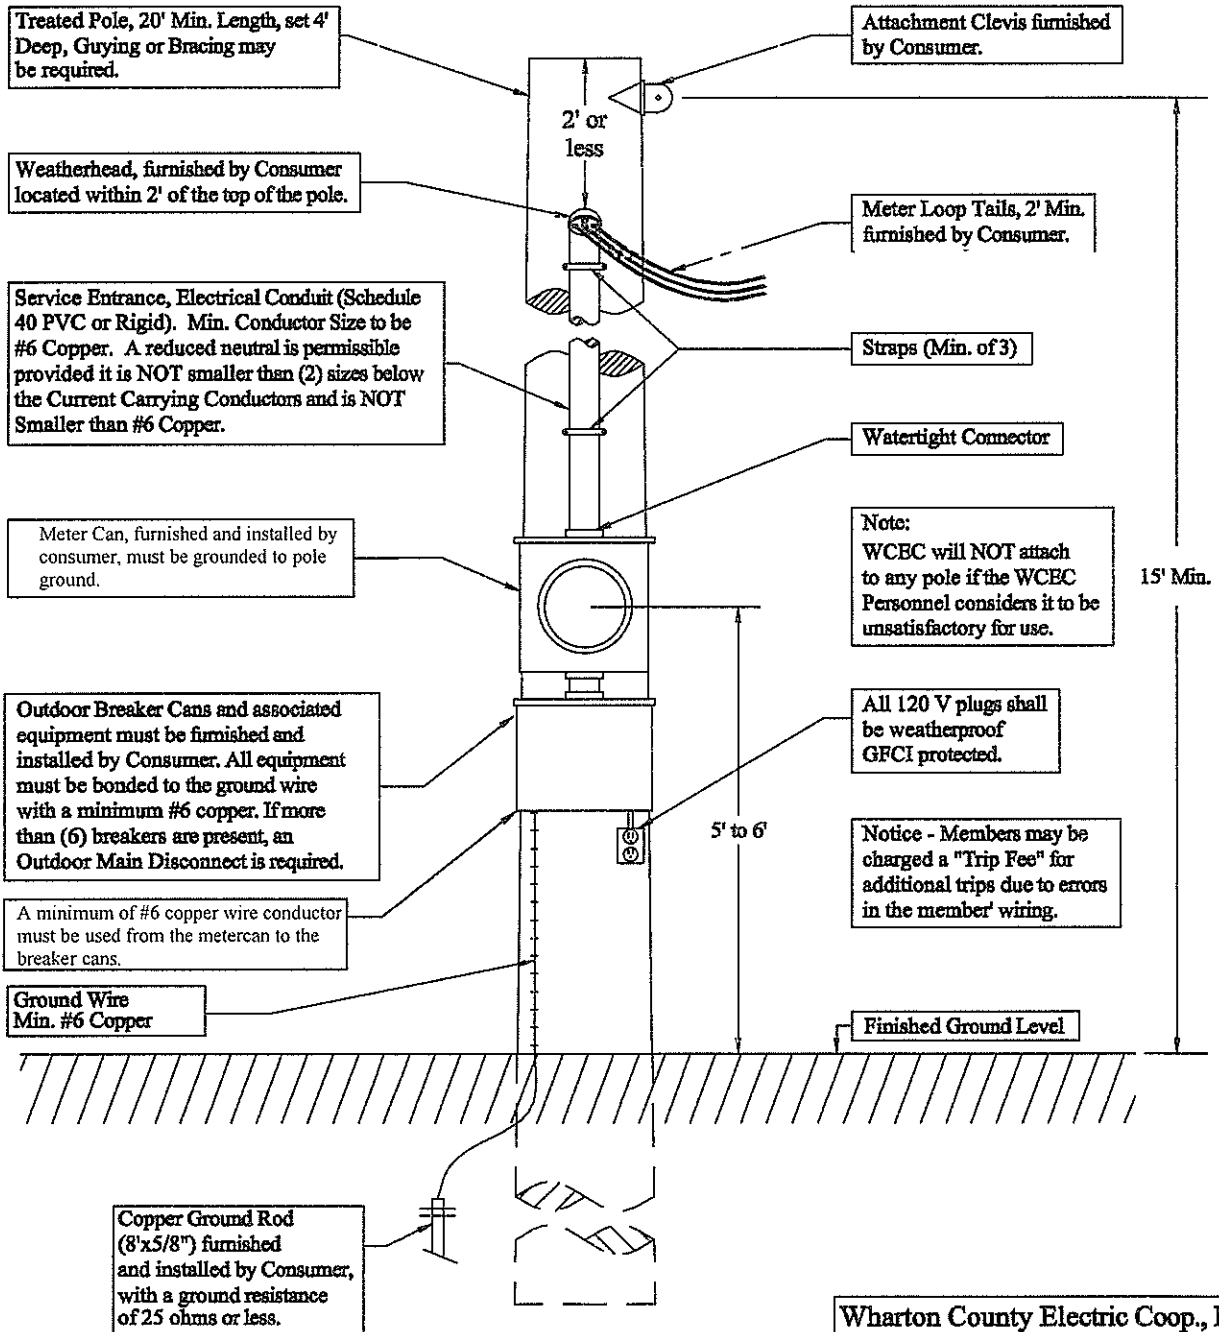 Treated Pole, 20' Min. Length, set 4'
Deep, Guying or Bracing may
be required.
Attachment Clevis furnished
by Consumer.
2' or
less
Weatherhead, furnished by Consumer
located within 2' of the top of the pole.
Meter Loop Tails, 2' Min.
furnished by Consumer.
Service Entrance, Electrical Conduit (Schedule
40 PVC or Rigid). Min. Conductor Size to be
#6 Copper. A reduced neutral is permissible
provided it is NOT smaller than (2) sizes below
the Current Carrying Conductors and is NOT
Smaller than #6 Copper.
Straps (Min. of 3)
Watertight Connector
Meter Can, furnished and installed by
consumer, must be grounded to pole
ground.
Note:
WCEC will NOT attach
to any pole if the WCEC
Personnel considers it to be
unsatisfactory for use.
15' Min.
Outdoor Breaker Cans and associated
equipment must be furnished and
installed by Consumer. All equipment
must be bonded to the ground wire
with a minimum #6 copper. If more
than (6) breakers are present, an
Outdoor Main Disconnect is required.
All 120 V plugs shall
be weatherproof
GFCI protected.
5' to 6'
Notice - Members may be
charged a "Trip Fee" for
additional trips due to errors
in the member' wiring.
A minimum of #6 copper wire conductor
must be used from the metercan to the
breaker cans.
Ground Wire
Min. #6 Copper
Finished Ground Level
Copper Ground Rod
(8'x5/8") furnished
and installed by Consumer,
with a ground resistance
of 25 ohms or less.
Wharton County Electric Coop.,